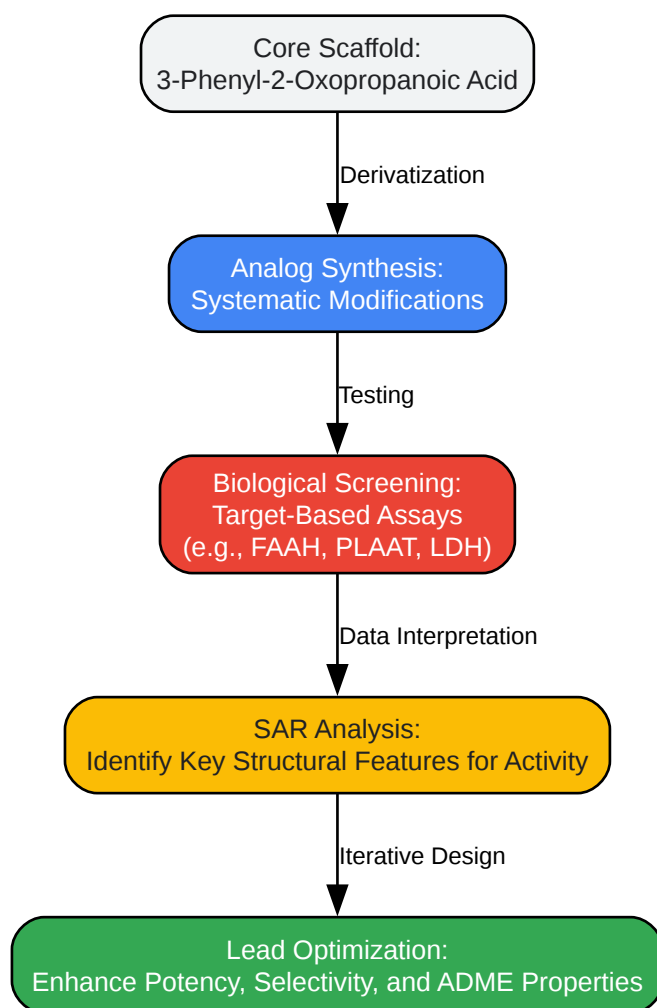 Core Scaffold:
3-Phenyl-2-Oxopropanoic Acid
Derivatization
Analog Synthesis:
Systematic Modifications
Testing
Biological Screening:
Target-Based Assays
(e.g., FAAH, PLAAT, LDH)
Data Interpretation
SAR Analysis:
Identify Key Structural Features for Activity
Iterative Design
Lead Optimization:
Enhance Potency, Selectivity, and ADME Properties